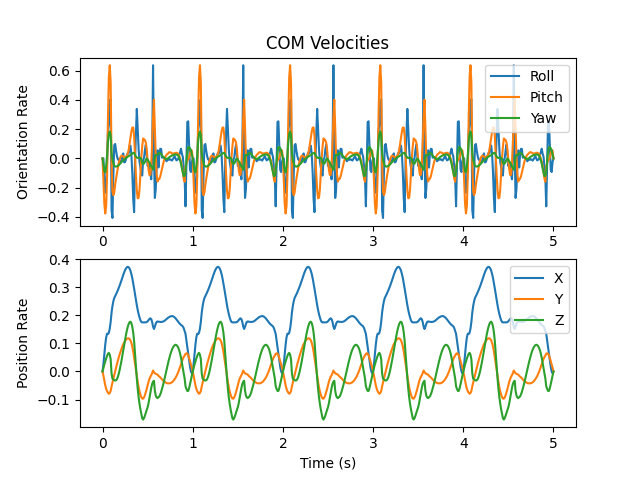 COM Velocities
Orientation Rate
0.6
0.4
0.2
0.0
−0.2
−0.4
Roll
Pitch
Yaw
0 1 2 3 4 5
Position Rate
0.4
0.3
0.2
0.1
0.0
−0.1
X
Y
Z
0 1 2 3 4 5
Time (s)